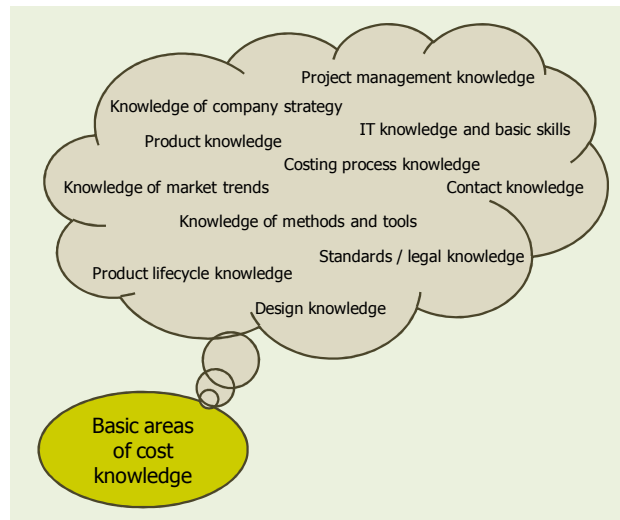 Project management knowledge
Knowledge of company strategy
IT knowledge and basic skills
Product knowledge
Costing process knowledge
Knowledge of market trends
Contact knowledge
Knowledge of methods and tools
Standards / legal knowledge
Product lifecycle knowledge
Design knowledge
Basic areas
of cost
knowledge